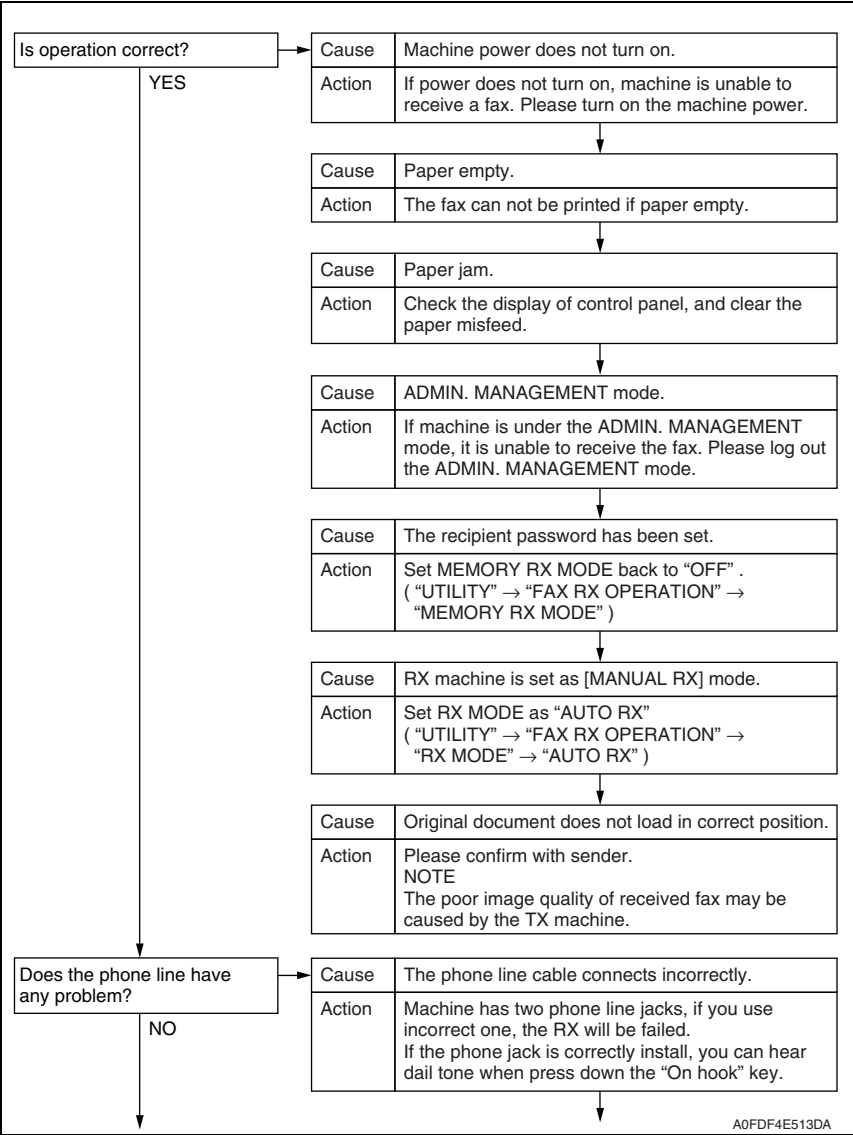 Is operation correct?
YES
Cause Machine power does not turn on.
Action If power does not turn on, machine is unable to
receive a fax. Please turn on the machine power.
Cause Paper empty.
Action The fax can not be printed if paper empty.
Cause Paper jam.
Action Check the display of control panel, and clear the
paper misfeed.
Cause ADMIN. MANAGEMENT mode.
Action If machine is under the ADMIN. MANAGEMENT
mode, it is unable to receive the fax. Please log out
the ADMIN. MANAGEMENT mode.
Cause The recipient password has been set.
Action Set MEMORY RX MODE back to “OFF” .
( “UTILITY” → “FAX RX OPERATION” →
“MEMORY RX MODE” )
Cause RX machine is set as [MANUAL RX] mode.
Action Set RX MODE as “AUTO RX”
( “UTILITY” → “FAX RX OPERATION” →
“RX MODE” → “AUTO RX” )
Cause Original document does not load in correct position.
Action Please confirm with sender.
NOTE
The poor image quality of received fax may be
caused by the TX machine.
Does the phone line have
any problem?
NO
Cause The phone line cable connects incorrectly.
Action Machine has two phone line jacks, if you use
incorrect one, the RX will be failed.
If the phone jack is correctly install, you can hear
dail tone when press down the “On hook” key.
A0FDF4E513DA